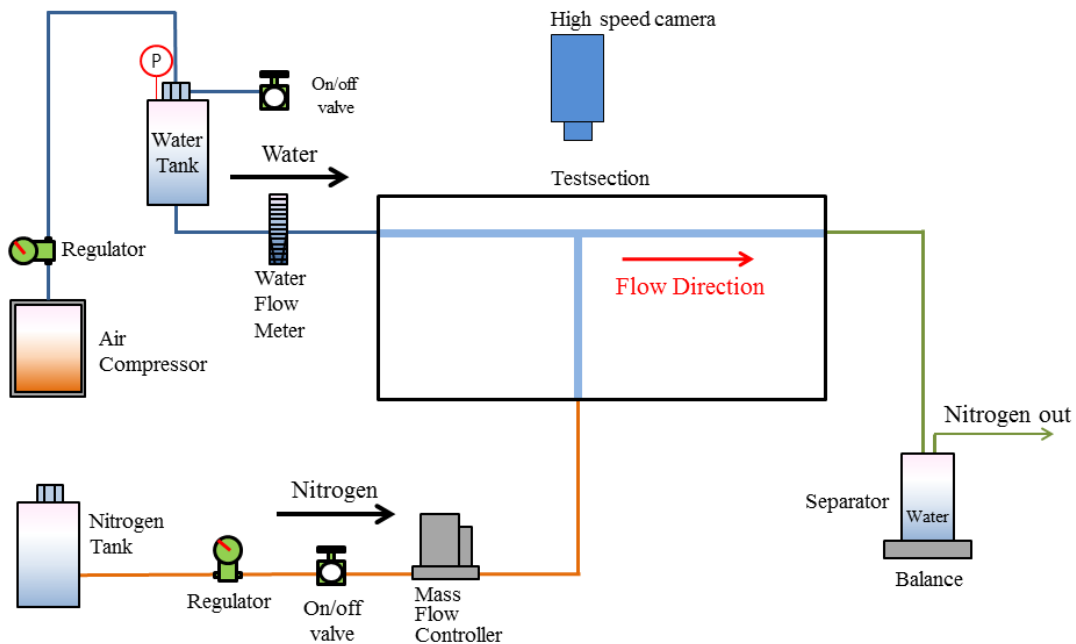 High speed camera
P
On/off
valve
Water
Tank
Water
Testsection
Regulator
Water
Flow
Meter
Flow Direction
Air
Compressor
Nitrogen out
Nitrogen
Separator
Water
Nitrogen
Tank
Balance
Regulator
On/off
valve
Mass
Flow
Controller